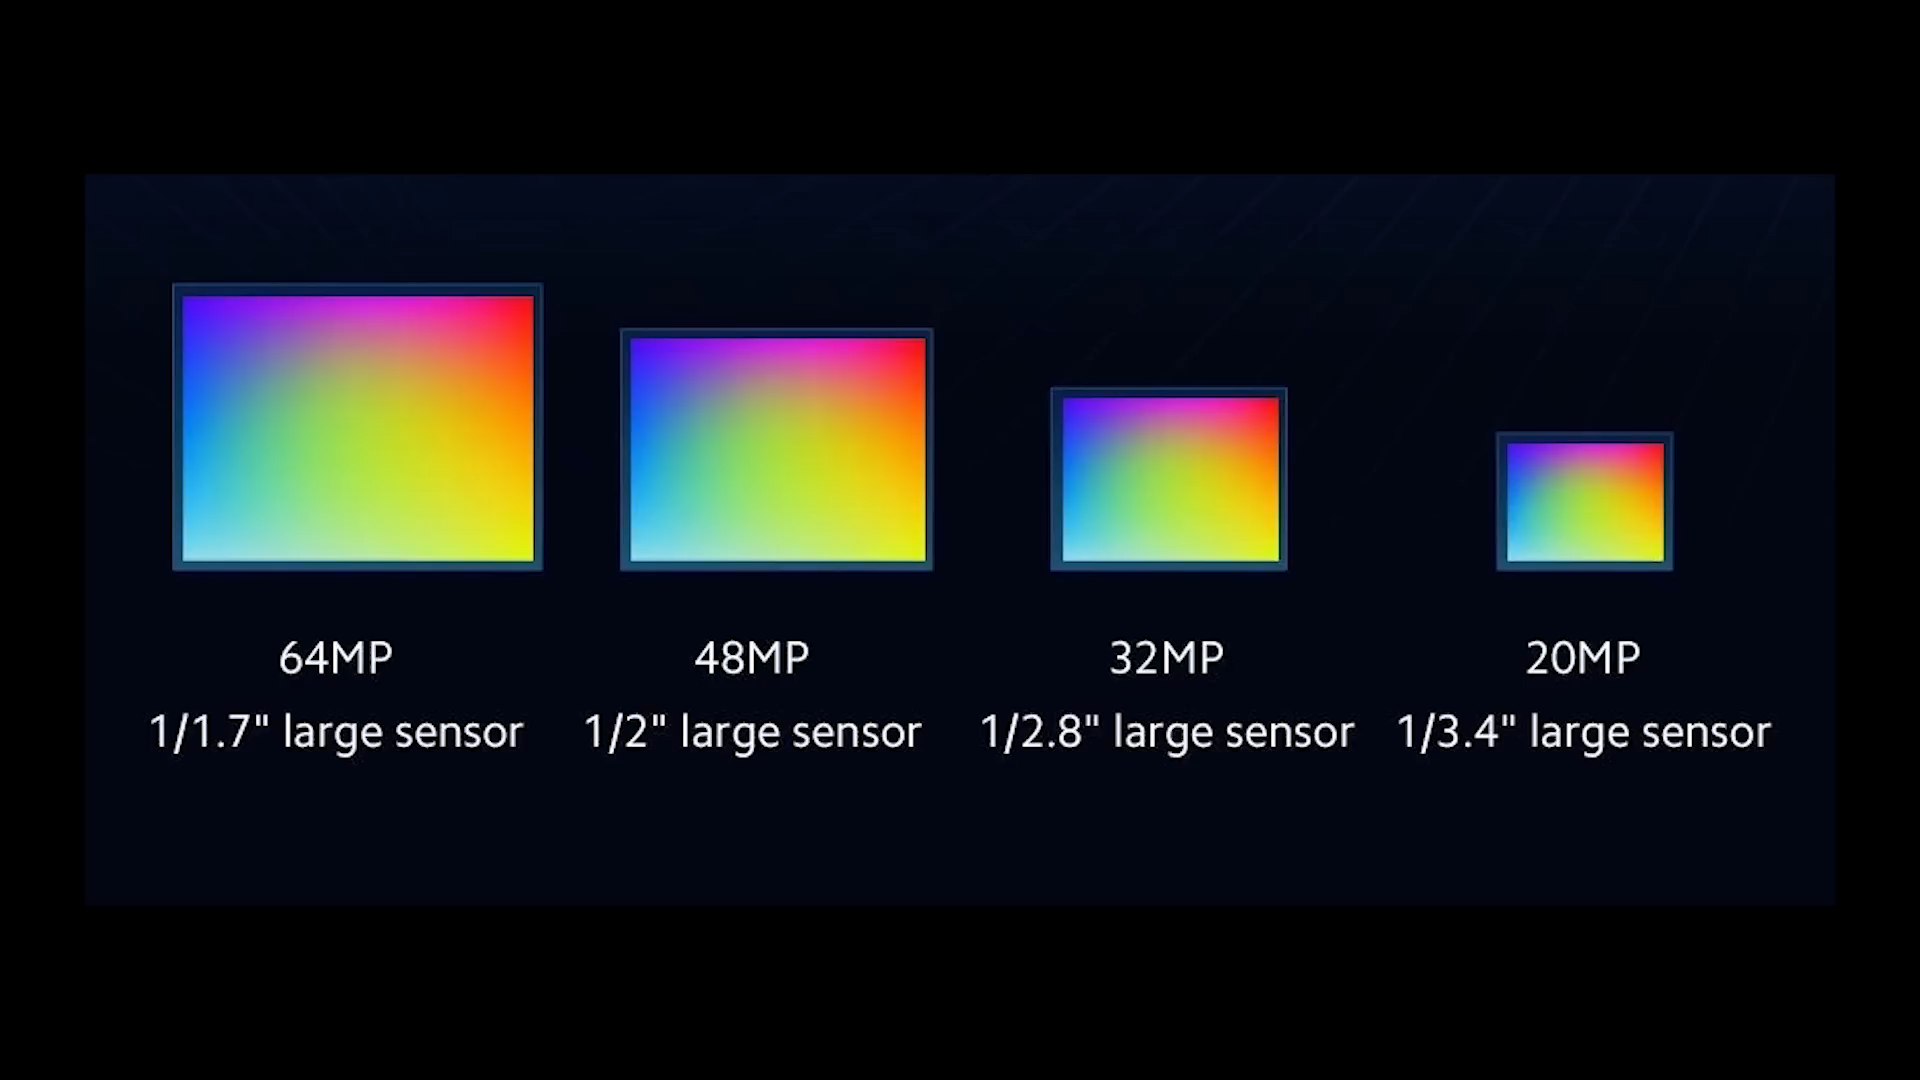 64MP
1/1.7" large sensor
48MP
1/2" large sensor
32MP
1/2.8" large sensor
20MP
1/3.4" large sensor